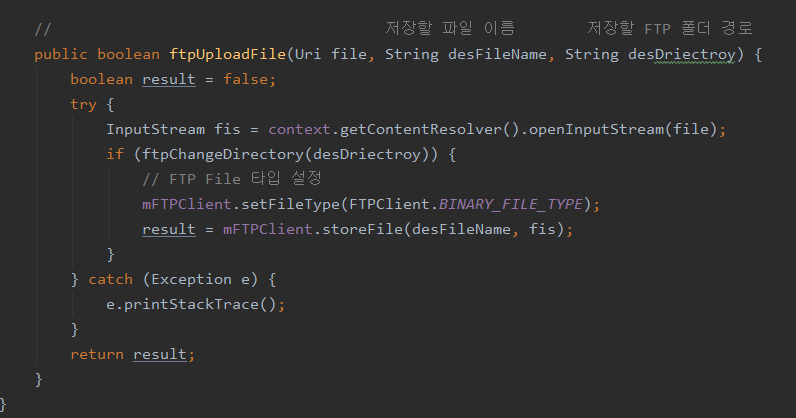 // 저장할 파일 이름 저장할 FTP 폴더 경로
public boolean ftpUploadFile(Uri file, String desFileName, String desDriectroy) {
boolean result = false;
try {
InputStream fis = context.getContentResolver().openInputStream(file);
if (ftpChangeDirectory(desDriectroy)) {
// FTP File 타입 설정
mFTPClient.setFileType(FTPClient.BINARY_FILE_TYPE);
result = mFTPClient.storeFile(desFileName, fis);
}
} catch (Exception e) {
e.printStackTrace();
}
return result;
}
}